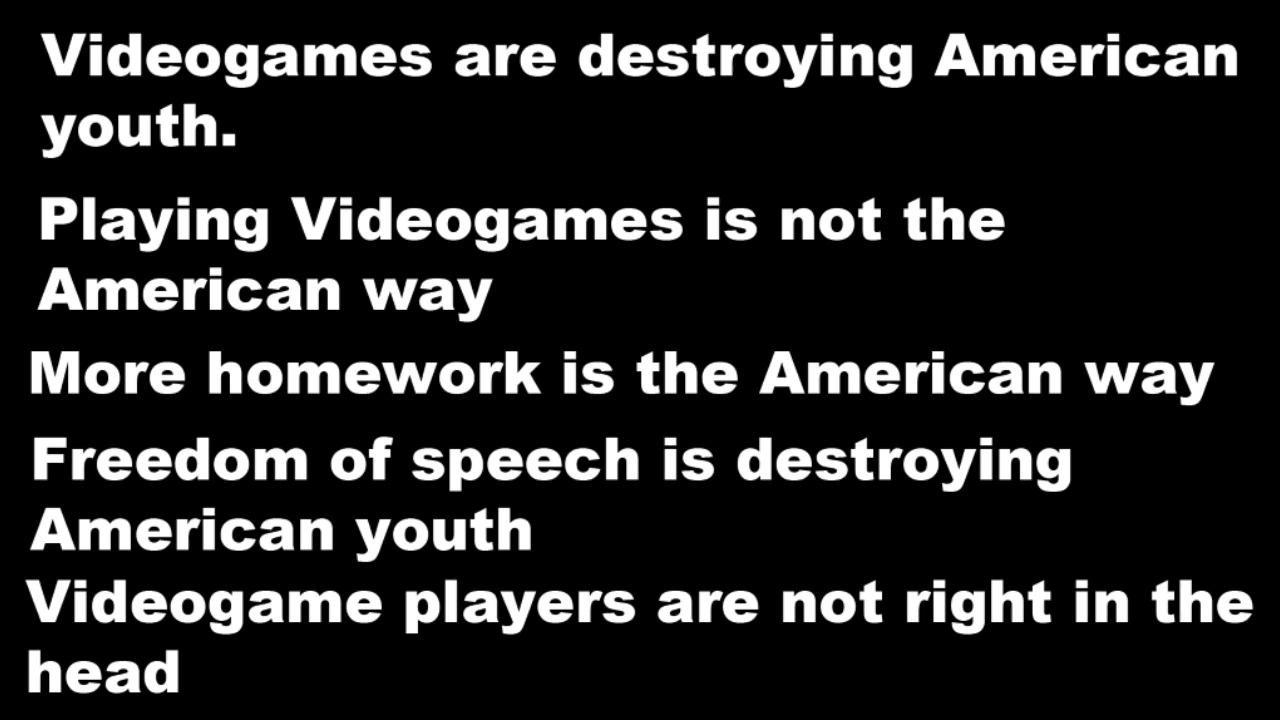 Videogames are destroying American
youth.
Playing Videogames is not the
American way
More homework is the American way
Freedom of speech is destroying
American youth
Videogame players are not right in the
head